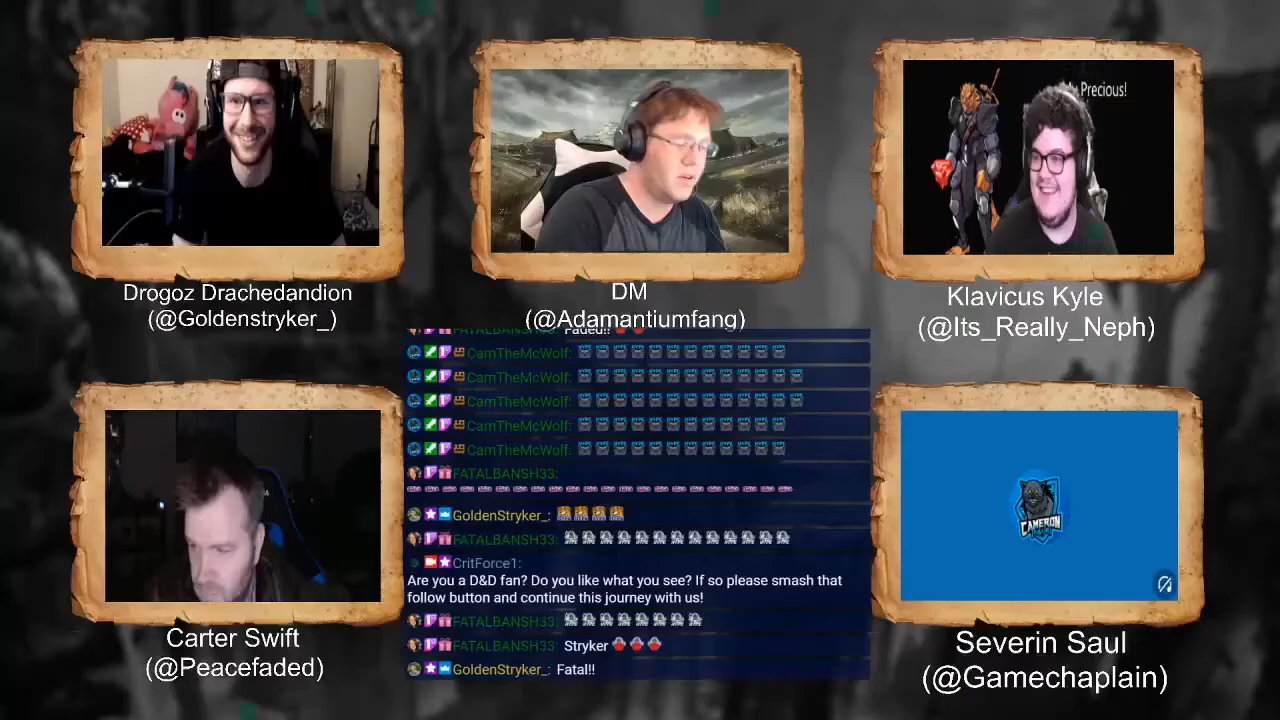 Precious!
Drogoz Drachedandion
(@Goldenstryker_)
DM
(@Adamantiumfang)
Klavicus Kyle
(@Its_Really_Neph)
FATALBANSH33: Faded!!
CamTheMcWolf:
CamTheMcWolf:
CamTheMcWolf:
CamTheMcWolf:
CamTheMcWolf:
FATALBANSH33:
GoldenStryker_:
FATALBANSH33:
CritForce1:
Are you a D&D fan? Do you like what you see? If so please smash that
follow button and continue this journey with us!
FATALBANSH33:
FATALBANSH33: Stryker
GoldenStryker_: Fatal!!
Carter Swift
(@Peacefaded)
CAMERON
Severin Saul
(@Gamechaplain)